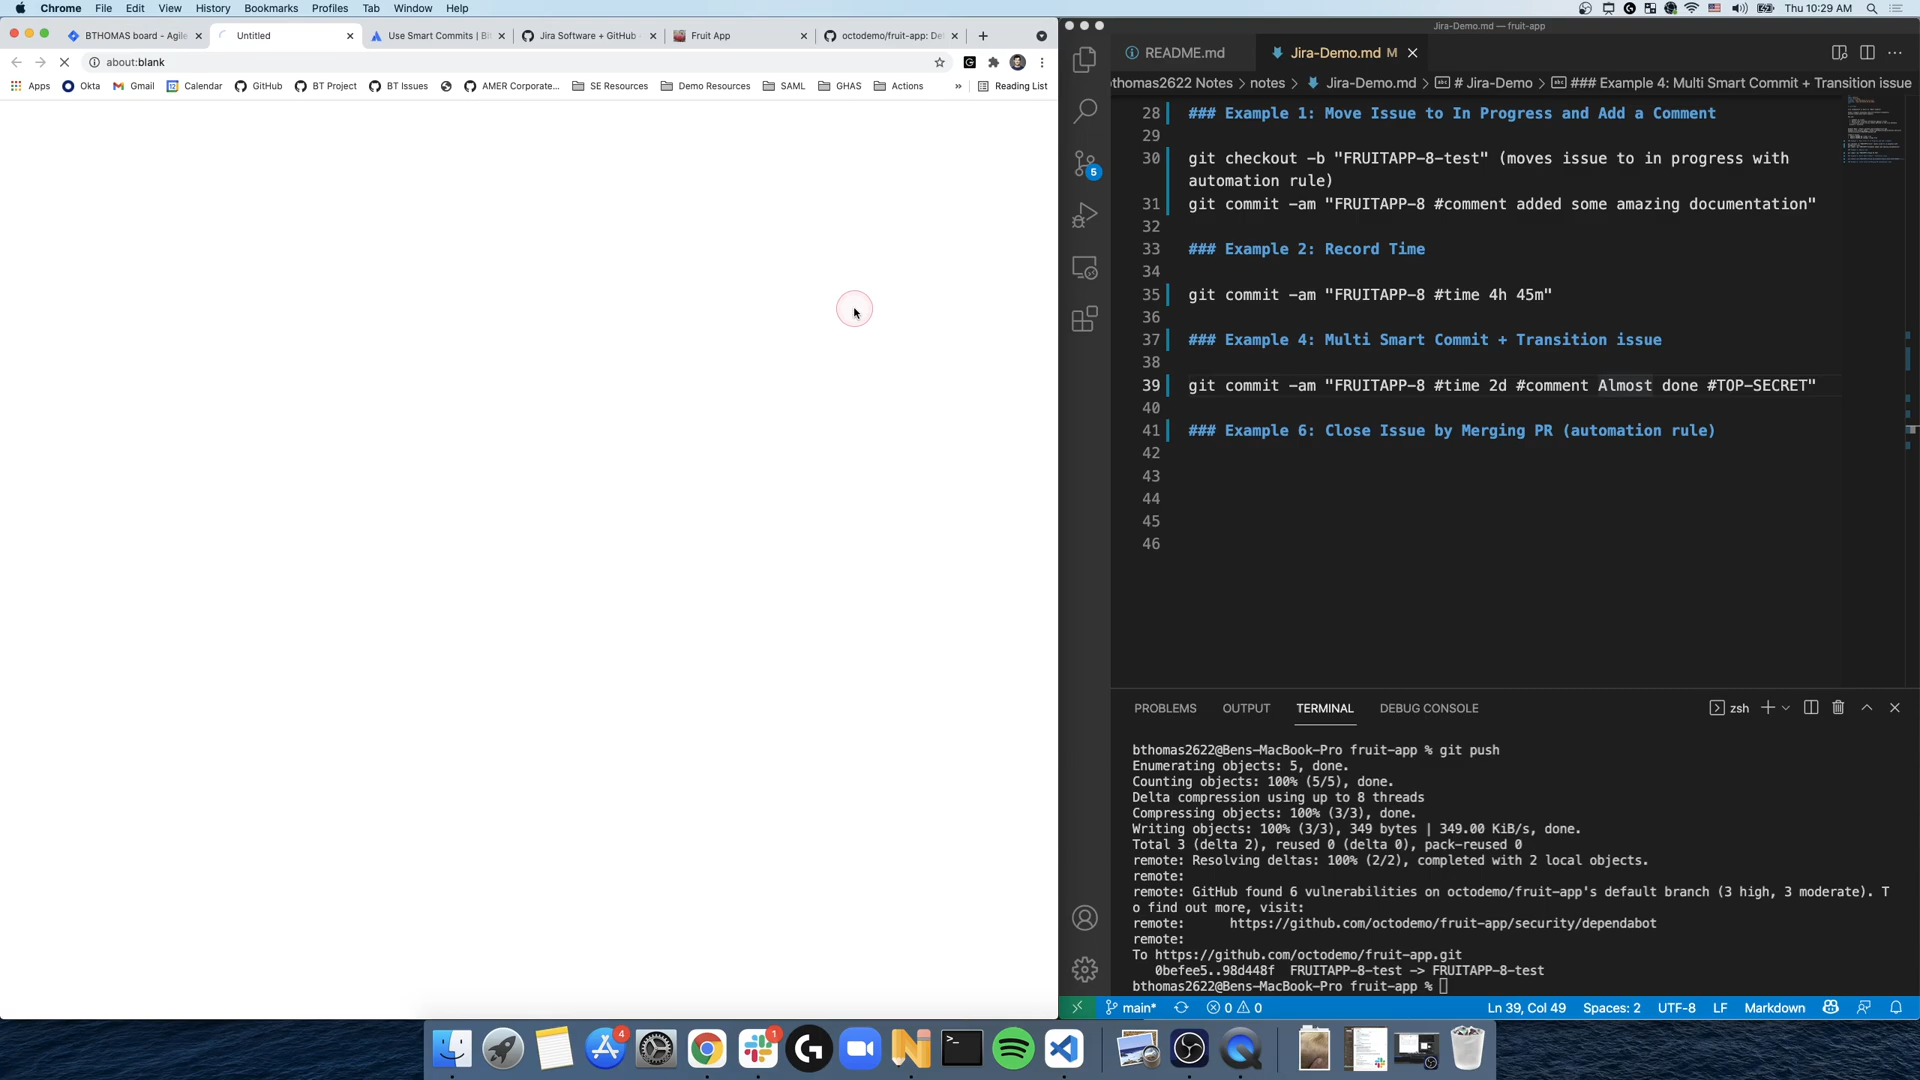 Chrome File Edit View History Bookmarks Profiles Tab Window Help
Thu 10:29 AM
BTHOMAS board - Agile
Untitled
Use Smart Commits | Bi
Jira Software + GitHub
Fruit App
octodemo/fruit-app: De
about:blank
Apps Okta Gmail Calendar GitHub BT Project BT Issues AMER Corporate... SE Resources Demo Resources SAML GHAS Actions » Reading List
Jira-Demo.md — fruit-app
README.md
Jira-Demo.md M
bthomas2622 Notes > notes > Jira-Demo.md > # Jira-Demo > ### Example 4: Multi Smart Commit + Transition issue
28 ### Example 1: Move Issue to In Progress and Add a Comment
29
30 git checkout -b "FRUITAPP-8-test" (moves issue to in progress with
automation rule)
31 git commit -am "FRUITAPP-8 #comment added some amazing documentation"
32
33 ### Example 2: Record Time
34
35 git commit -am "FRUITAPP-8 #time 4h 45m"
36
37 ### Example 4: Multi Smart Commit + Transition issue
38
39 git commit -am "FRUITAPP-8 #time 2d #comment Almost done #TOP-SECRET"
40
41 ### Example 6: Close Issue by Merging PR (automation rule)
42
43
44
45
46
5
PROBLEMS OUTPUT TERMINAL DEBUG CONSOLE
zsh
bthomas2622@Bens-MacBook-Pro fruit-app % git push
Enumerating objects: 5, done.
Counting objects: 100% (5/5), done.
Delta compression using up to 8 threads
Compressing objects: 100% (3/3), done.
Writing objects: 100% (3/3), 349 bytes | 349.00 KiB/s, done.
Total 3 (delta 2), reused 0 (delta 0), pack-reused 0
remote: Resolving deltas: 100% (2/2), completed with 2 local objects.
remote:
remote: GitHub found 6 vulnerabilities on octodemo/fruit-app's default branch (3 high, 3 moderate). T
o find out more, visit:
remote: https://github.com/octodemo/fruit-app/security/dependabot
remote:
To https://github.com/octodemo/fruit-app.git
0befee5..98d448f FRUITAPP-8-test -> FRUITAPP-8-test
bthomas2622@Bens-MacBook-Pro fruit-app %
main* 0 0
Ln 39, Col 49 Spaces: 2 UTF-8 LF Markdown
4
1